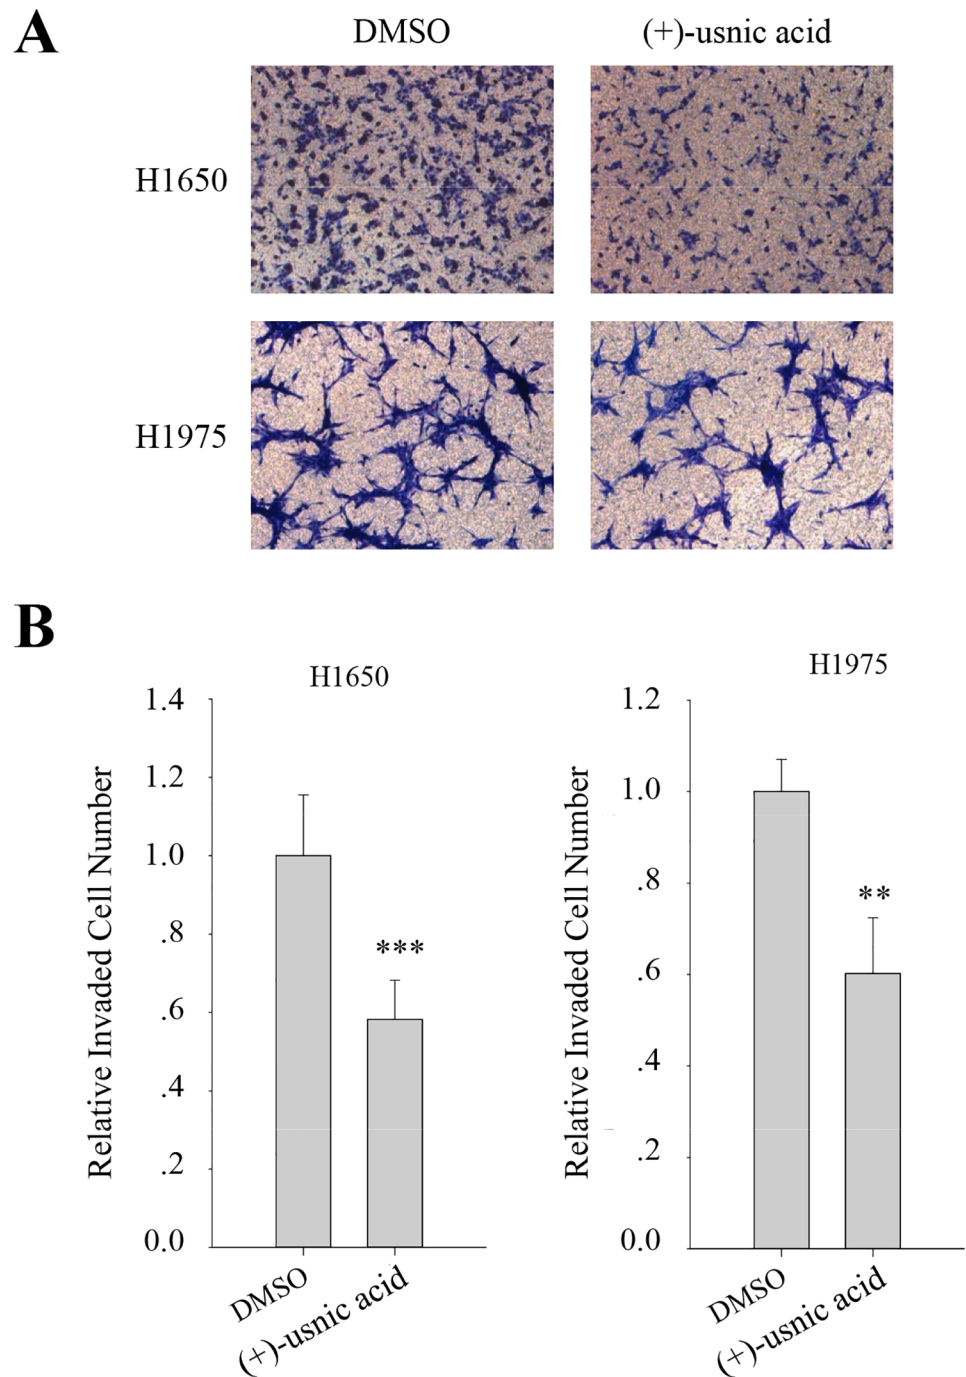 A
DMSO
(+)-usnic acid
H1650
H1975
B
H1650
1.4
1.2
1.0
.8
.6
.4
.2
0.0
Relative Invaded Cell Number
***
DMSO
(+)-usnic acid
H1975
1.2
1.0
.8
.6
.4
.2
0.0
Relative Invaded Cell Number
**
DMSO
(+)-usnic acid